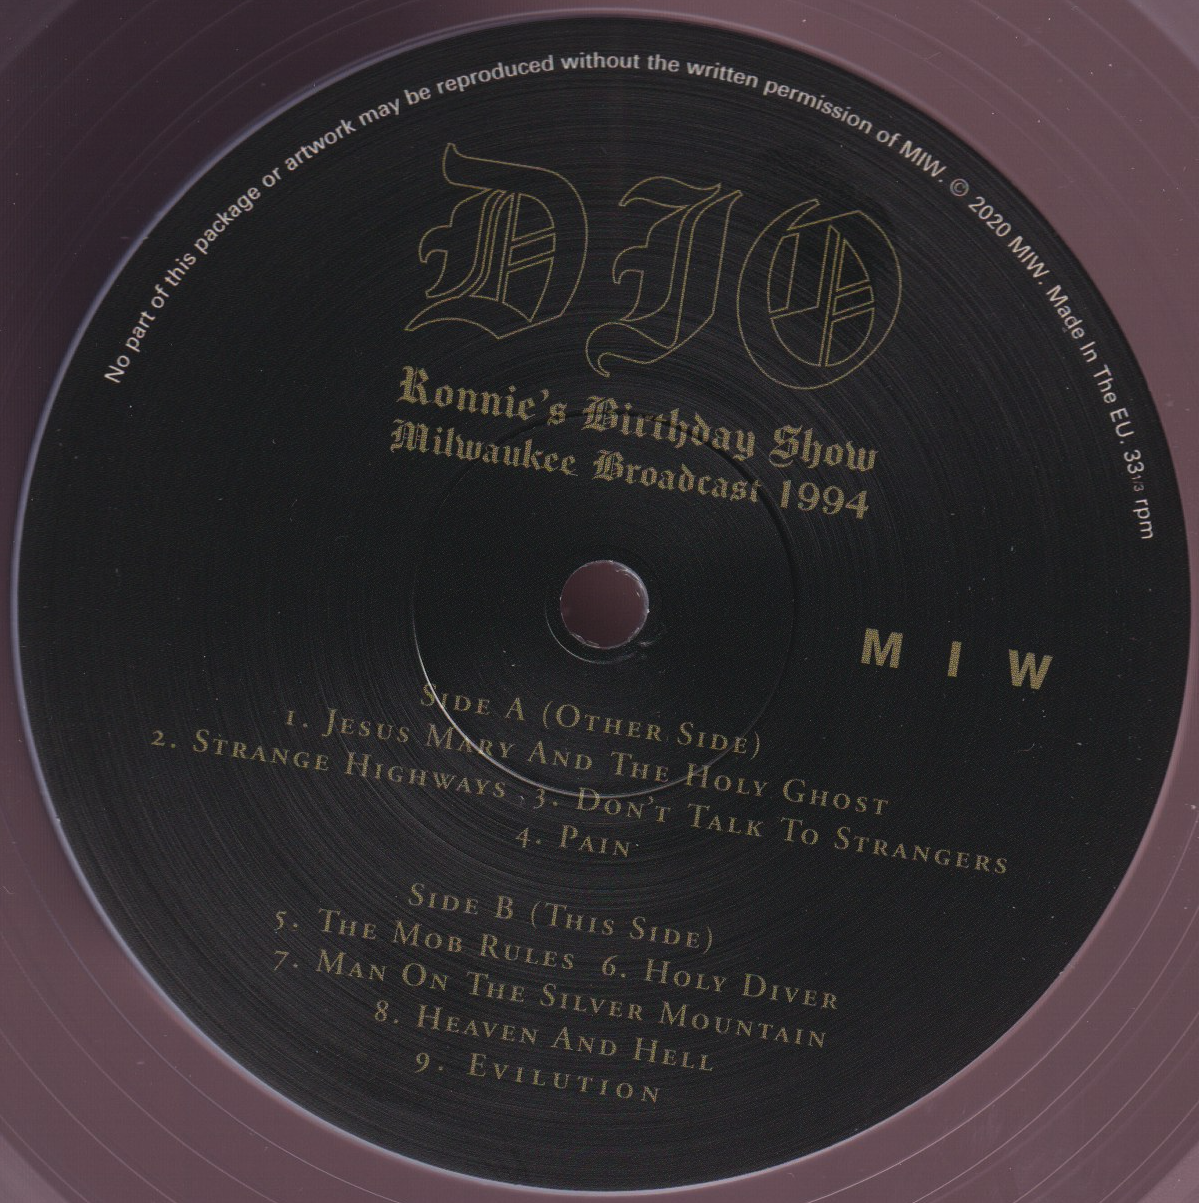 No part of this package or artwork may be reproduced without the written permission of MIW. © 2020 MIW. Made In The EU. 33 1/3 rpm
DIO
Ronnie's Birthday Show
Milwaukee Broadcast 1994
M I W
Side A (Other Side)
1. Jesus Mary And The Holy Ghost
2. Strange Highways 3. Don't Talk To Strangers
4. Pain
Side B (This Side)
5. The Mob Rules 6. Holy Diver
7. Man On The Silver Mountain
8. Heaven And Hell
9. Evilution